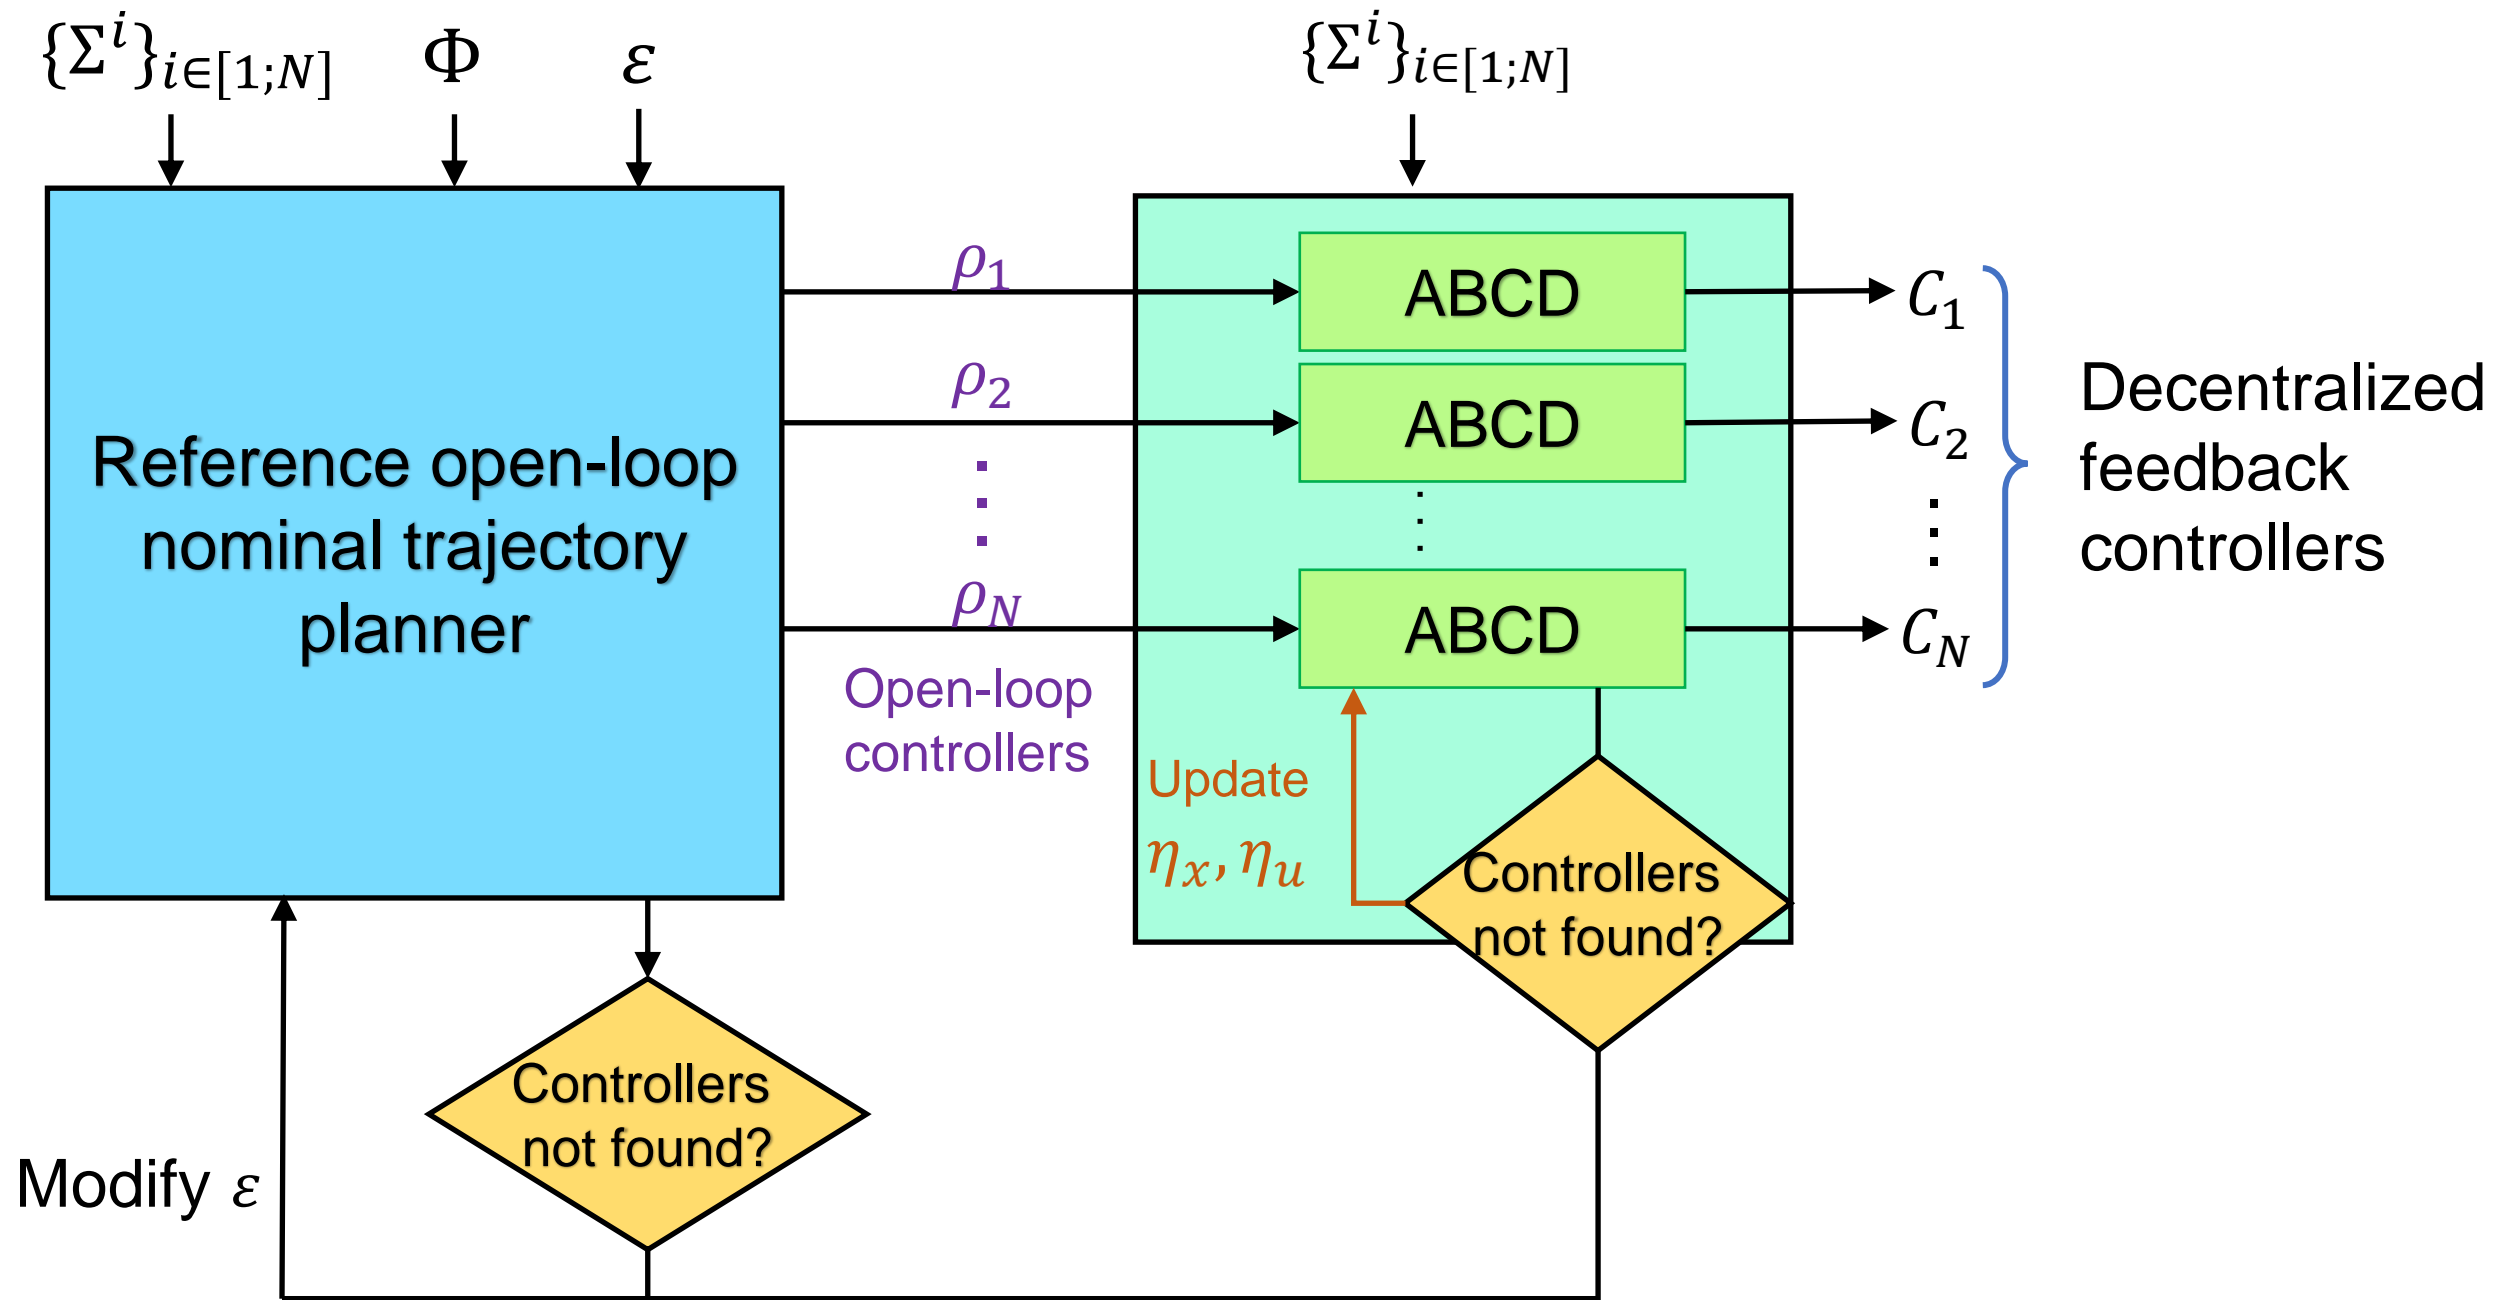 {Σ^i}_{i∈[1;N]}
Φ
ε
{Σ^i}_{i∈[1;N]}
Reference open-loop
nominal trajectory
planner
ρ_1
ρ_2
⋮
ρ_N
Open-loop
controllers
ABCD
ABCD
⋮
ABCD
C_1
C_2
⋮
C_N
Decentralized
feedback
controllers
Update
η_x, η_u
Controllers
not found?
Controllers
not found?
Modify ε